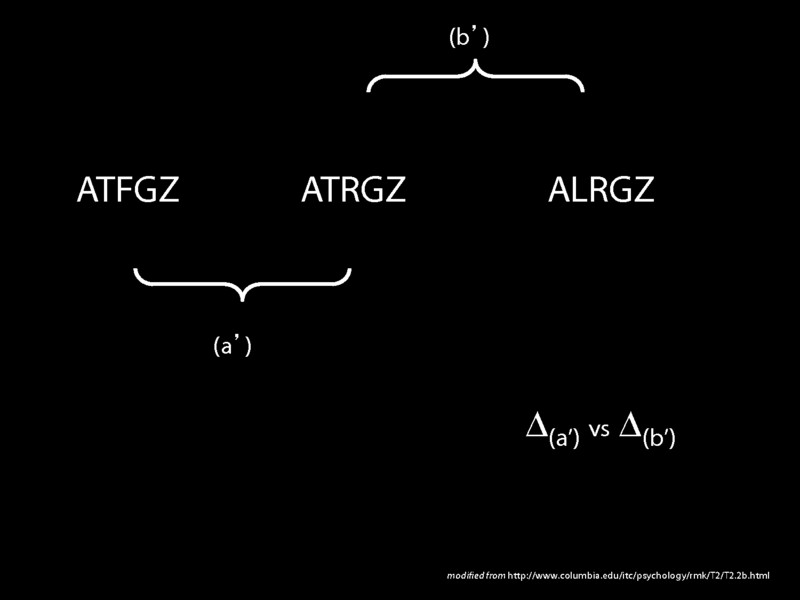 (b’)
ATFGZ ATRGZ ALRGZ
(a’)
Δ(a’) vs Δ(b’)
modified from http://www.columbia.edu/itc/psychology/rmk/T2/T2.2b.html